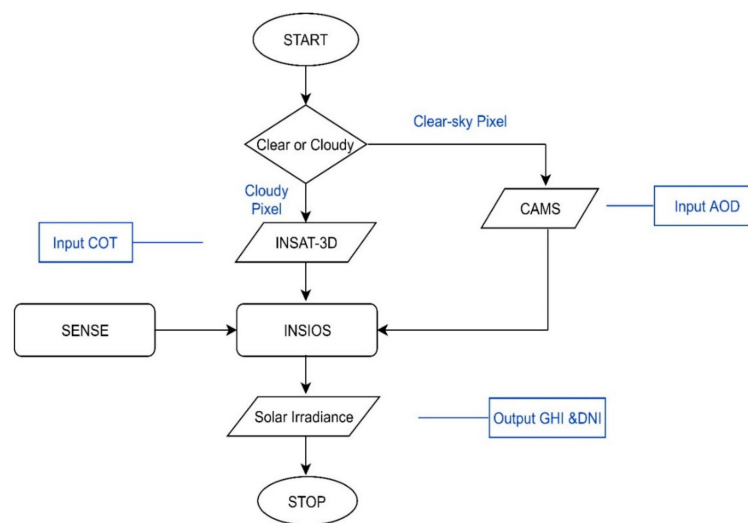 START
Clear or Cloudy
Clear-sky Pixel
Cloudy
Pixel
CAMS
Input AOD
Input COT
INSAT-3D
SENSE
INSIOS
Solar Irradiance
Output GHI &DNI
STOP